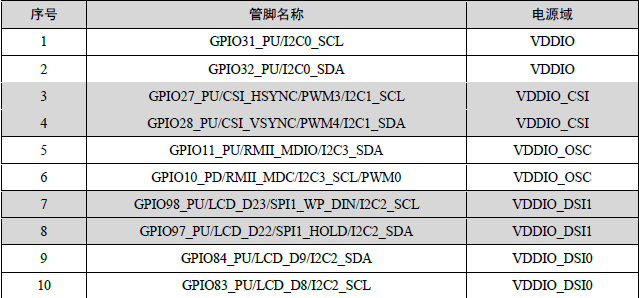 序号 管脚名称 电源域
1 GPIO31_PU/I2C0_SCL VDDIO
2 GPIO32_PU/I2C0_SDA VDDIO
3 GPIO27_PU/CSI_HSYNC/PWM3/I2C1_SCL VDDIO_CSI
4 GPIO28_PU/CSI_VSYNC/PWM4/I2C1_SDA VDDIO_CSI
5 GPIO11_PU/RMII_MDIO/I2C3_SDA VDDIO_OSC
6 GPIO10_PD/RMII_MDC/I2C3_SCL/PWM0 VDDIO_OSC
7 GPIO98_PU/LCD_D23/SPI1_WP_DIN/I2C2_SCL VDDIO_DSI1
8 GPIO97_PU/LCD_D22/SPI1_HOLD/I2C2_SDA VDDIO_DSI1
9 GPIO84_PU/LCD_D9/I2C2_SDA VDDIO_DSI0
10 GPIO83_PU/LCD_D8/I2C2_SCL VDDIO_DSI0